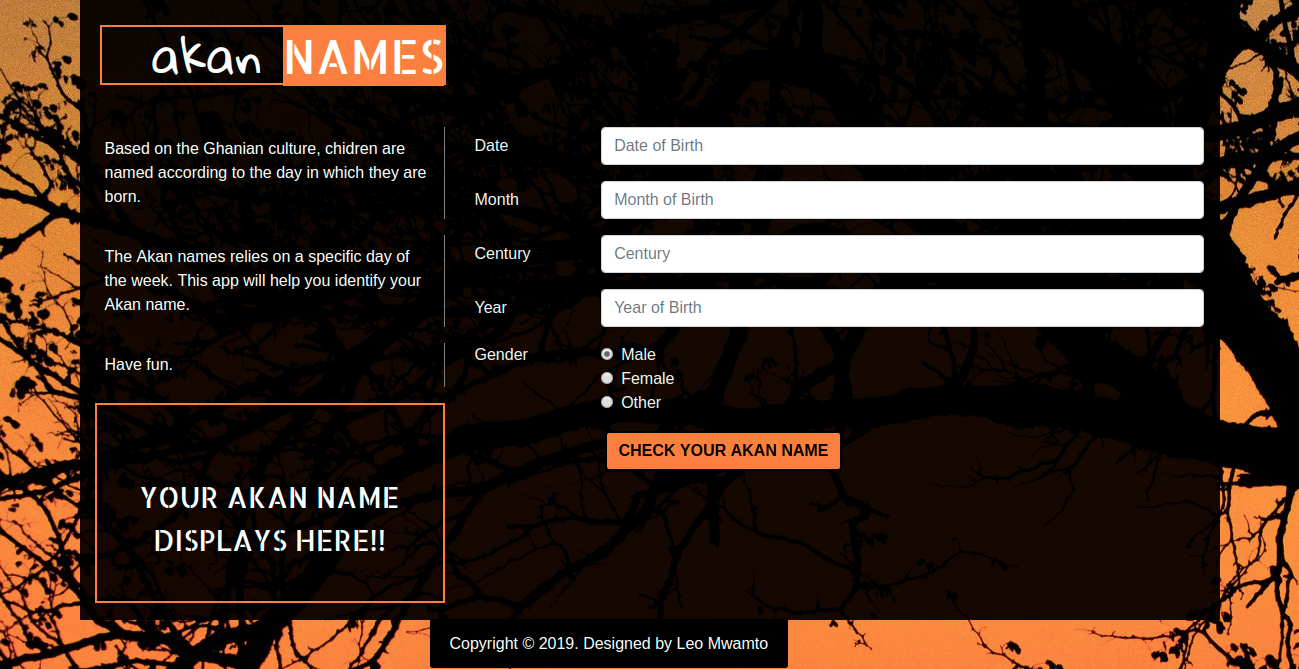 akan NAMES
Based on the Ghanian culture, chidren are
named according to the day in which they are
born.
The Akan names relies on a specific day of
the week. This app will help you identify your
Akan name.
Have fun.
YOUR AKAN NAME
DISPLAYS HERE!!
Date
Date of Birth
Month
Month of Birth
Century
Century
Year
Year of Birth
Gender
Male
Female
Other
CHECK YOUR AKAN NAME
Copyright © 2019. Designed by Leo Mwamto